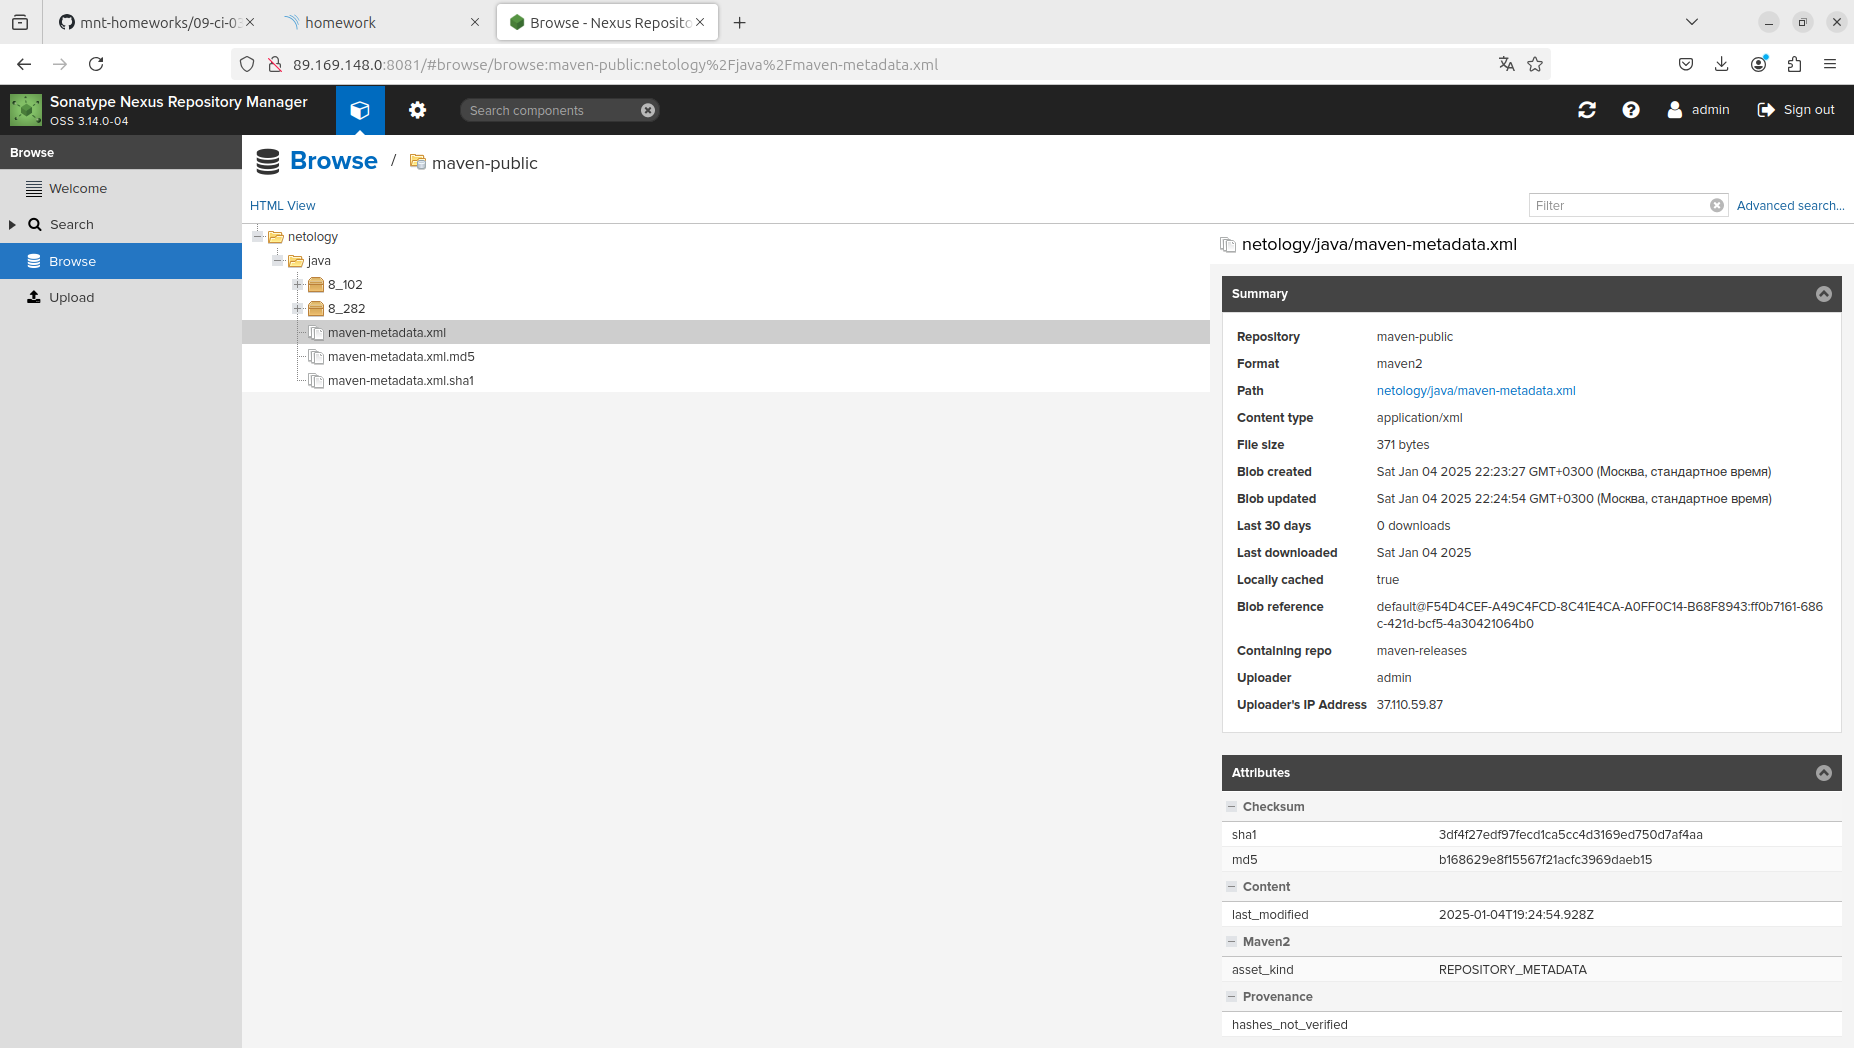 mnt-homeworks/09-ci-03
homework
Browse - Nexus Reposito
89.169.148.0:8081/#browse/browse:maven-public:netology%2Fjava%2Fmaven-metadata.xml
Sonatype Nexus Repository Manager
OSS 3.14.0-04
Search components
admin
Sign out
Browse
Welcome
Search
Browse
Upload
Browse / maven-public
HTML View
Filter
Advanced search...
netology
java
8_102
8_282
maven-metadata.xml
maven-metadata.xml.md5
maven-metadata.xml.sha1
netology/java/maven-metadata.xml
Summary
Repository maven-public
Format maven2
Path netology/java/maven-metadata.xml
Content type application/xml
File size 371 bytes
Blob created Sat Jan 04 2025 22:23:27 GMT+0300 (Москва, стандартное время)
Blob updated Sat Jan 04 2025 22:24:54 GMT+0300 (Москва, стандартное время)
Last 30 days 0 downloads
Last downloaded Sat Jan 04 2025
Locally cached true
Blob reference default@F54D4CEF-A49C4FCD-8C41E4CA-A0FF0C14-B68F8943:ff0b7161-686
c-421d-bcf5-4a30421064b0
Containing repo maven-releases
Uploader admin
Uploader's IP Address 37.110.59.87
Attributes
Checksum
sha1 3df4f27edf97fecd1ca5cc4d3169ed750d7af4aa
md5 b168629e8f15567f21acfc3969daeb15
Content
last_modified 2025-01-04T19:24:54.928Z
Maven2
asset_kind REPOSITORY_METADATA
Provenance
hashes_not_verified